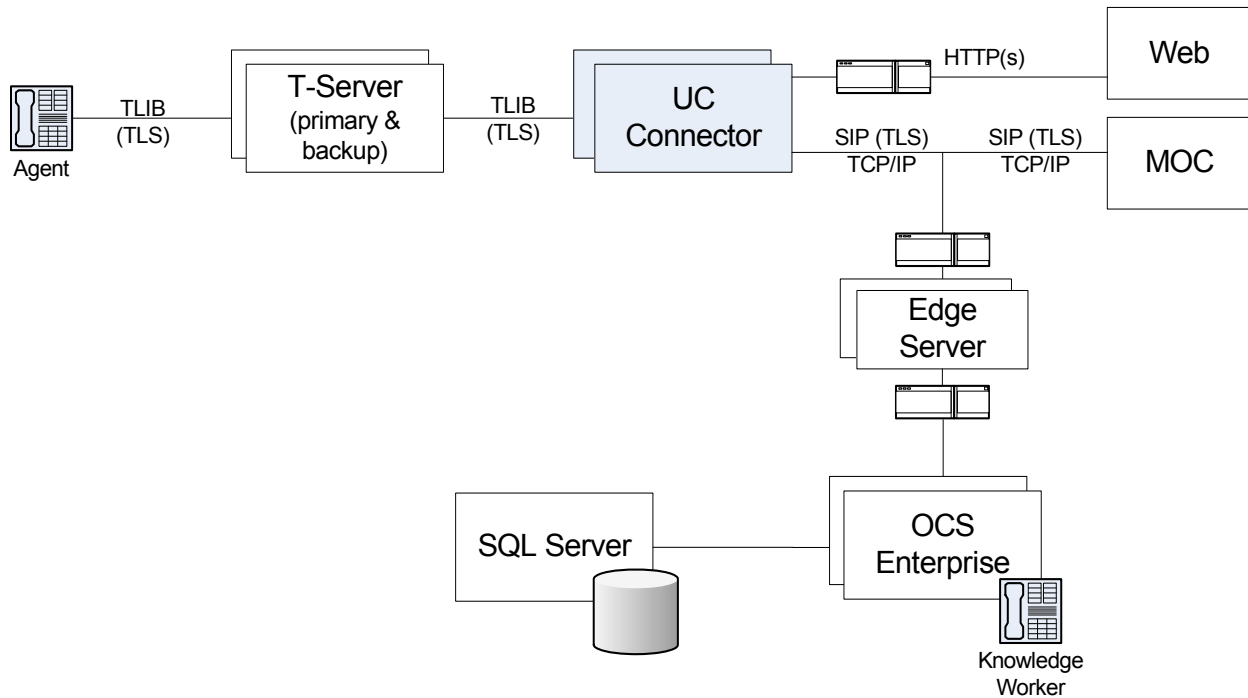 Agent
TLIB
(TLS)
T-Server
(primary &
backup)
TLIB
(TLS)
UC
Connector
HTTP(s)
Web
SIP (TLS)
TCP/IP
SIP (TLS)
TCP/IP
MOC
Edge
Server
SQL Server
OCS
Enterprise
Knowledge
Worker